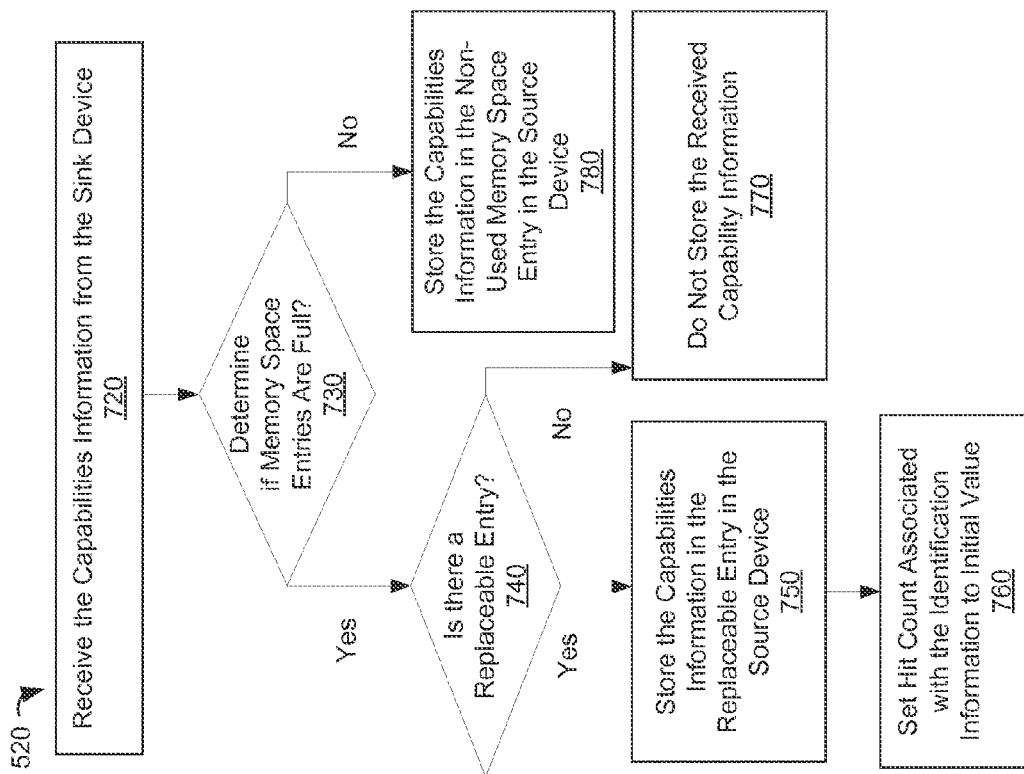 520
Receive the Capabilities Information from the Sink Device
720
Determine
if Memory Space
Entries Are Full?
730
Yes
No
Is there a
Replaceable Entry?
740
Store the Capabilities
Information in the Non-
Used Memory Space
Entry in the Source
Device
780
Yes
No
Store the Capabilities
Information in the
Replaceable Entry in the
Source Device
750
Do Not Store the Received
Capability Information
770
Set Hit Count Associated
with the Identification
Information to Initial Value
760